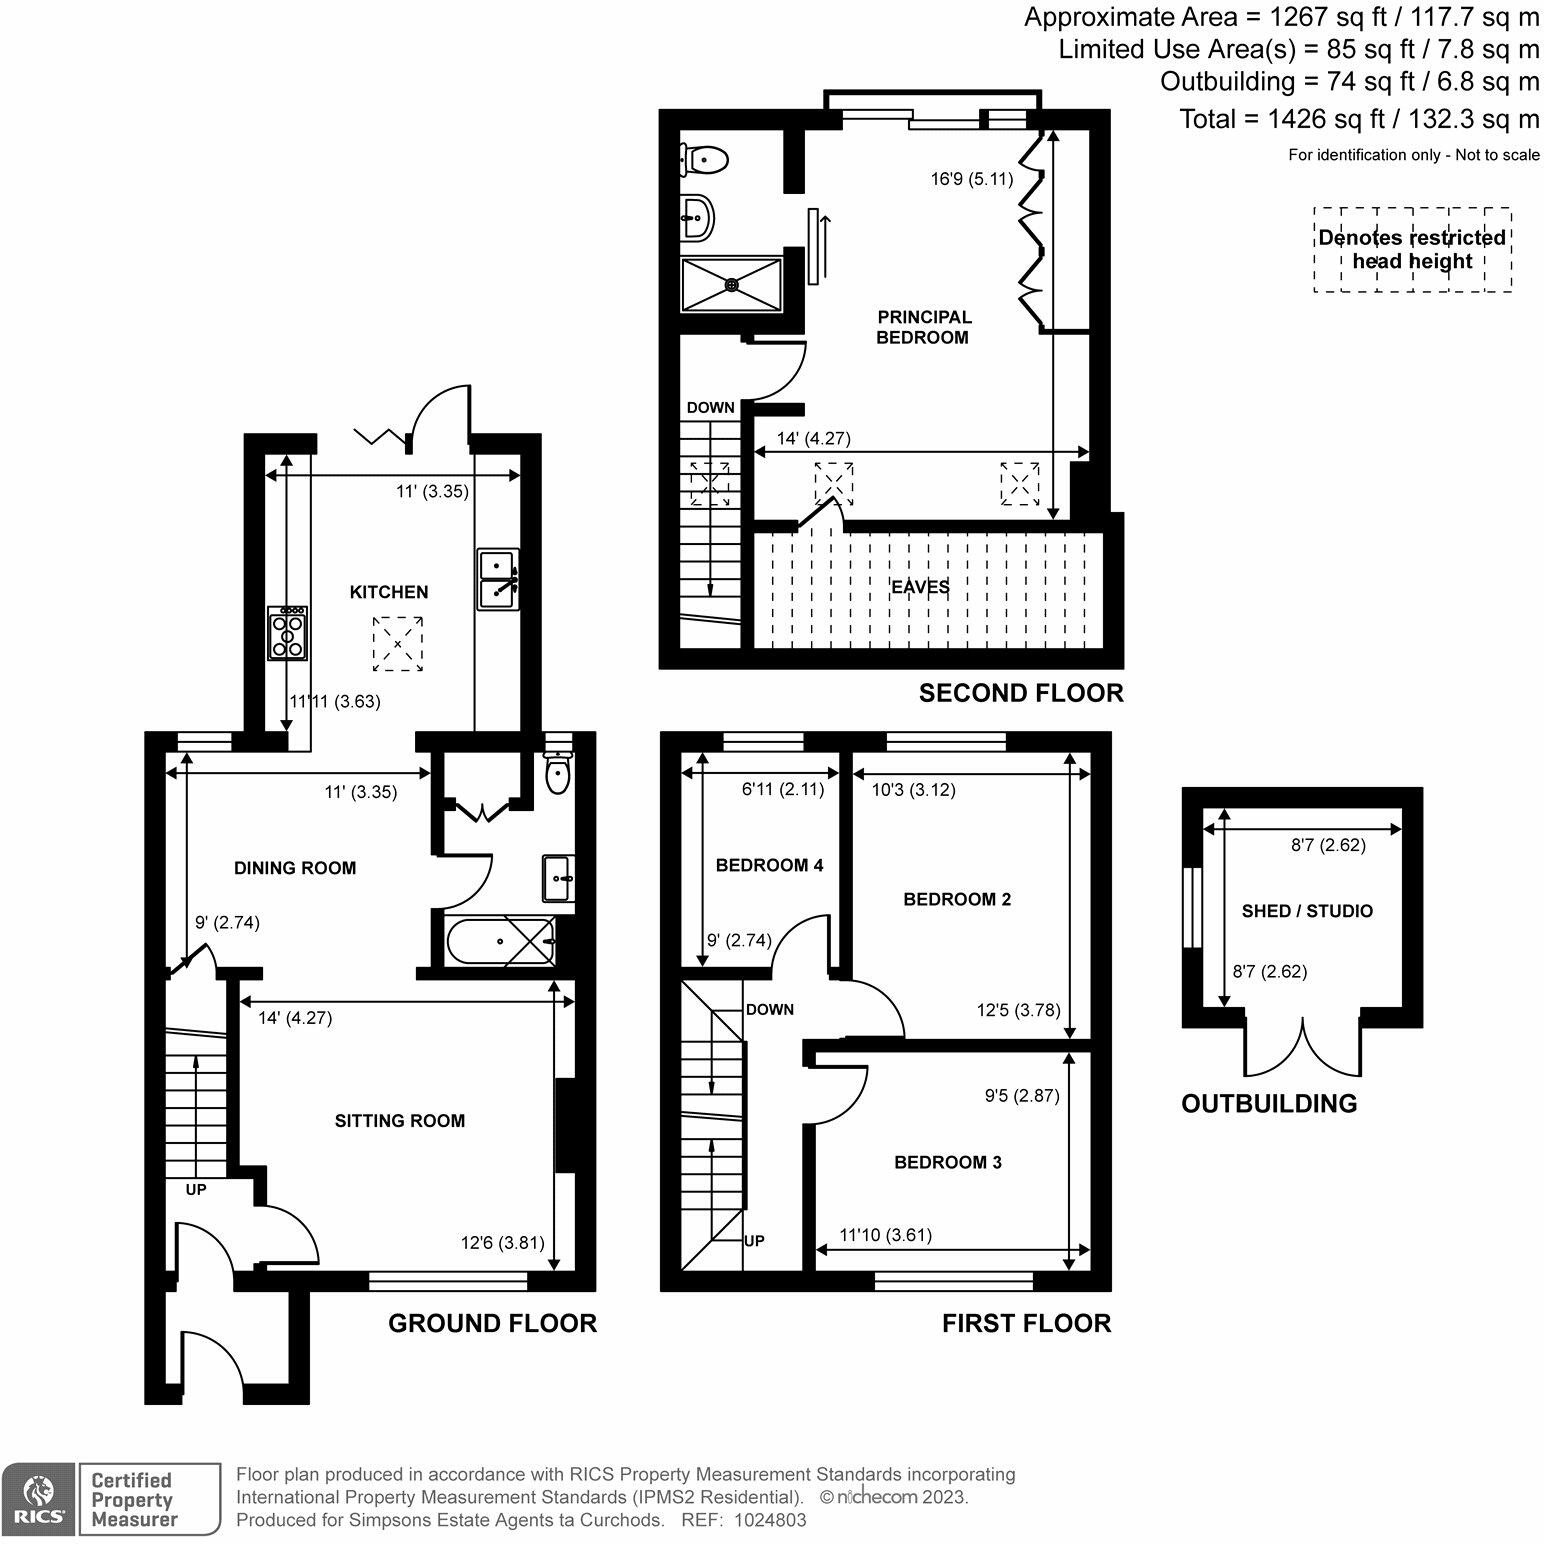 Approximate Area = 1267 sq ft / 117.7 sq m
Limited Use Area(s) = 85 sq ft / 7.8 sq m
Outbuilding = 74 sq ft / 6.8 sq m
Total = 1426 sq ft / 132.3 sq m
For identification only - Not to scale
Denotes restricted
head height
16'9 (5.11)
PRINCIPAL
BEDROOM
DOWN
14' (4.27)
EAVES
SECOND FLOOR
11' (3.35)
KITCHEN
11'11 (3.63)
11' (3.35)
DINING ROOM
9' (2.74)
14' (4.27)
SITTING ROOM
UP
12'6 (3.81)
GROUND FLOOR
6'11 (2.11)
10'3 (3.12)
BEDROOM 4
BEDROOM 2
9' (2.74)
DOWN
12'5 (3.78)
9'5 (2.87)
BEDROOM 3
11'10 (3.61)
UP
FIRST FLOOR
8'7 (2.62)
SHED / STUDIO
8'7 (2.62)
OUTBUILDING
RICS
Certified
Property
Measurer
Floor plan produced in accordance with RICS Property Measurement Standards incorporating
International Property Measurement Standards (IPMS2 Residential). © nichecom 2023.
Produced for Simpsons Estate Agents ta Curchods. REF: 1024803